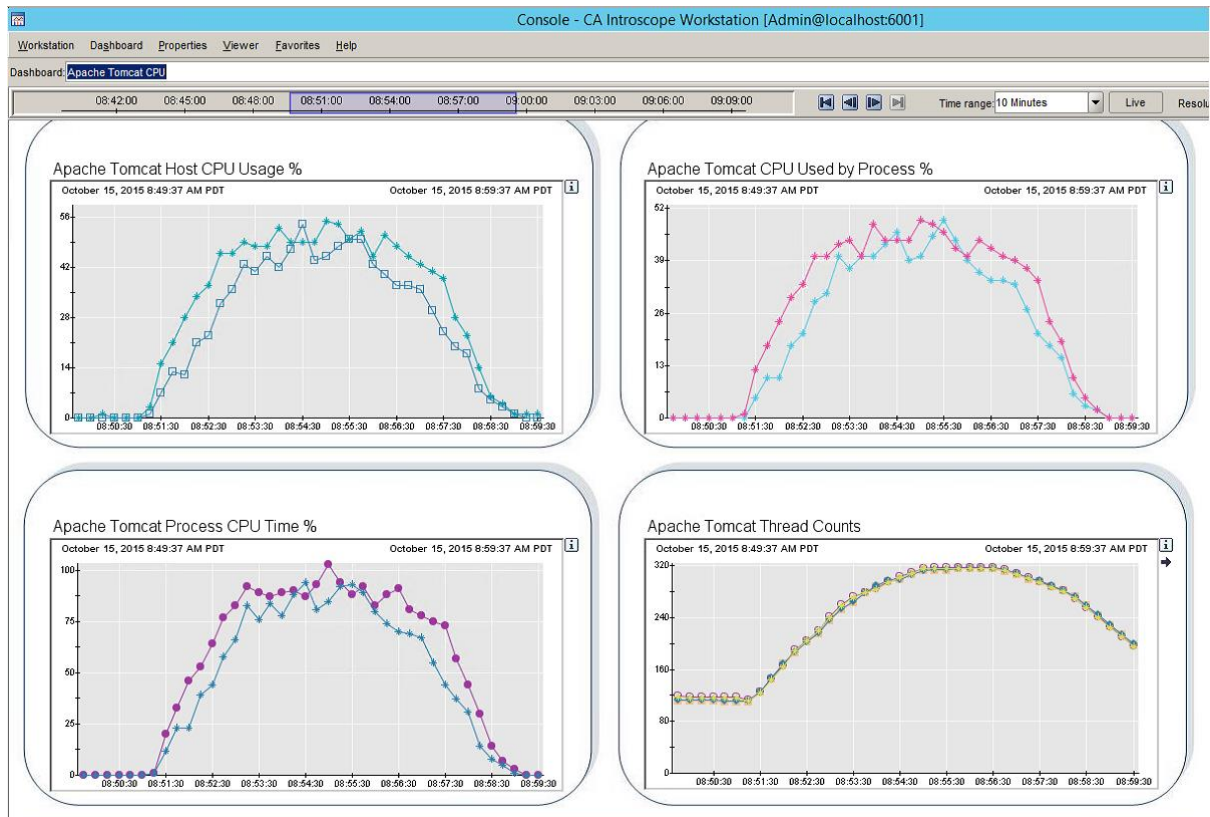 Console - CA Introscope Workstation [Admin@localhost:6001]
Workstation Dashboard Properties Viewer Favorites Help
Dashboard: Apache Tomcat CPU
08:42:00 08:45:00 08:48:00 08:51:00 08:54:00 08:57:00 09:00:00 09:03:00 09:06:00 09:09:00 Time range: 10 Minutes Live Resolu
Apache Tomcat Host CPU Usage %
October 15, 2015 8:49:37 AM PDT October 15, 2015 8:59:37 AM PDT
56
42
28
14
0
08:50:30 08:51:30 08:52:30 08:53:30 08:54:30 08:55:30 08:56:30 08:57:30 08:58:30 08:59:30
Apache Tomcat CPU Used by Process %
October 15, 2015 8:49:37 AM PDT October 15, 2015 8:59:37 AM PDT
52
39
26
13
0
08:50:30 08:51:30 08:52:30 08:53:30 08:54:30 08:55:30 08:56:30 08:57:30 08:58:30 08:59:30
Apache Tomcat Process CPU Time %
October 15, 2015 8:49:37 AM PDT October 15, 2015 8:59:37 AM PDT
100
75
50
25
0
08:50:30 08:51:30 08:52:30 08:53:30 08:54:30 08:55:30 08:56:30 08:57:30 08:58:30 08:59:30
Apache Tomcat Thread Counts
October 15, 2015 8:49:37 AM PDT October 15, 2015 8:59:37 AM PDT
320
240
160
80
0
08:50:30 08:51:30 08:52:30 08:53:30 08:54:30 08:55:30 08:56:30 08:57:30 08:58:30 08:59:30